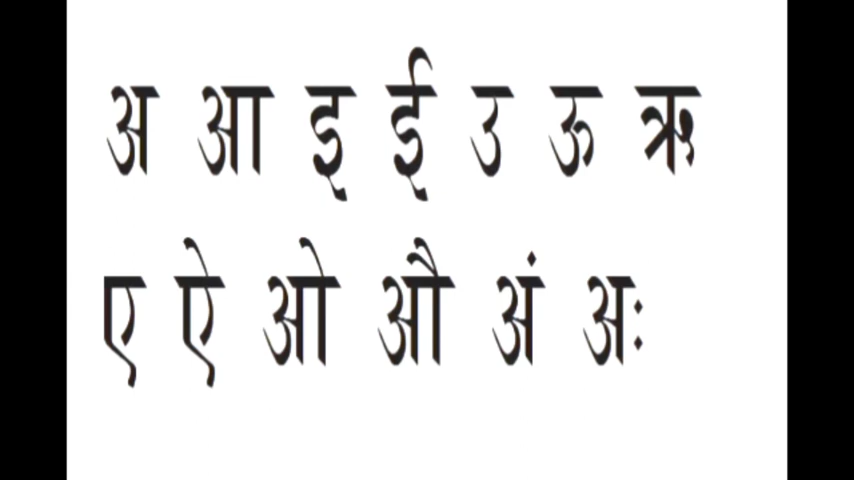 अ आ इ ई उ ऊ ऋ
ए ऐ ओ औ अं अः